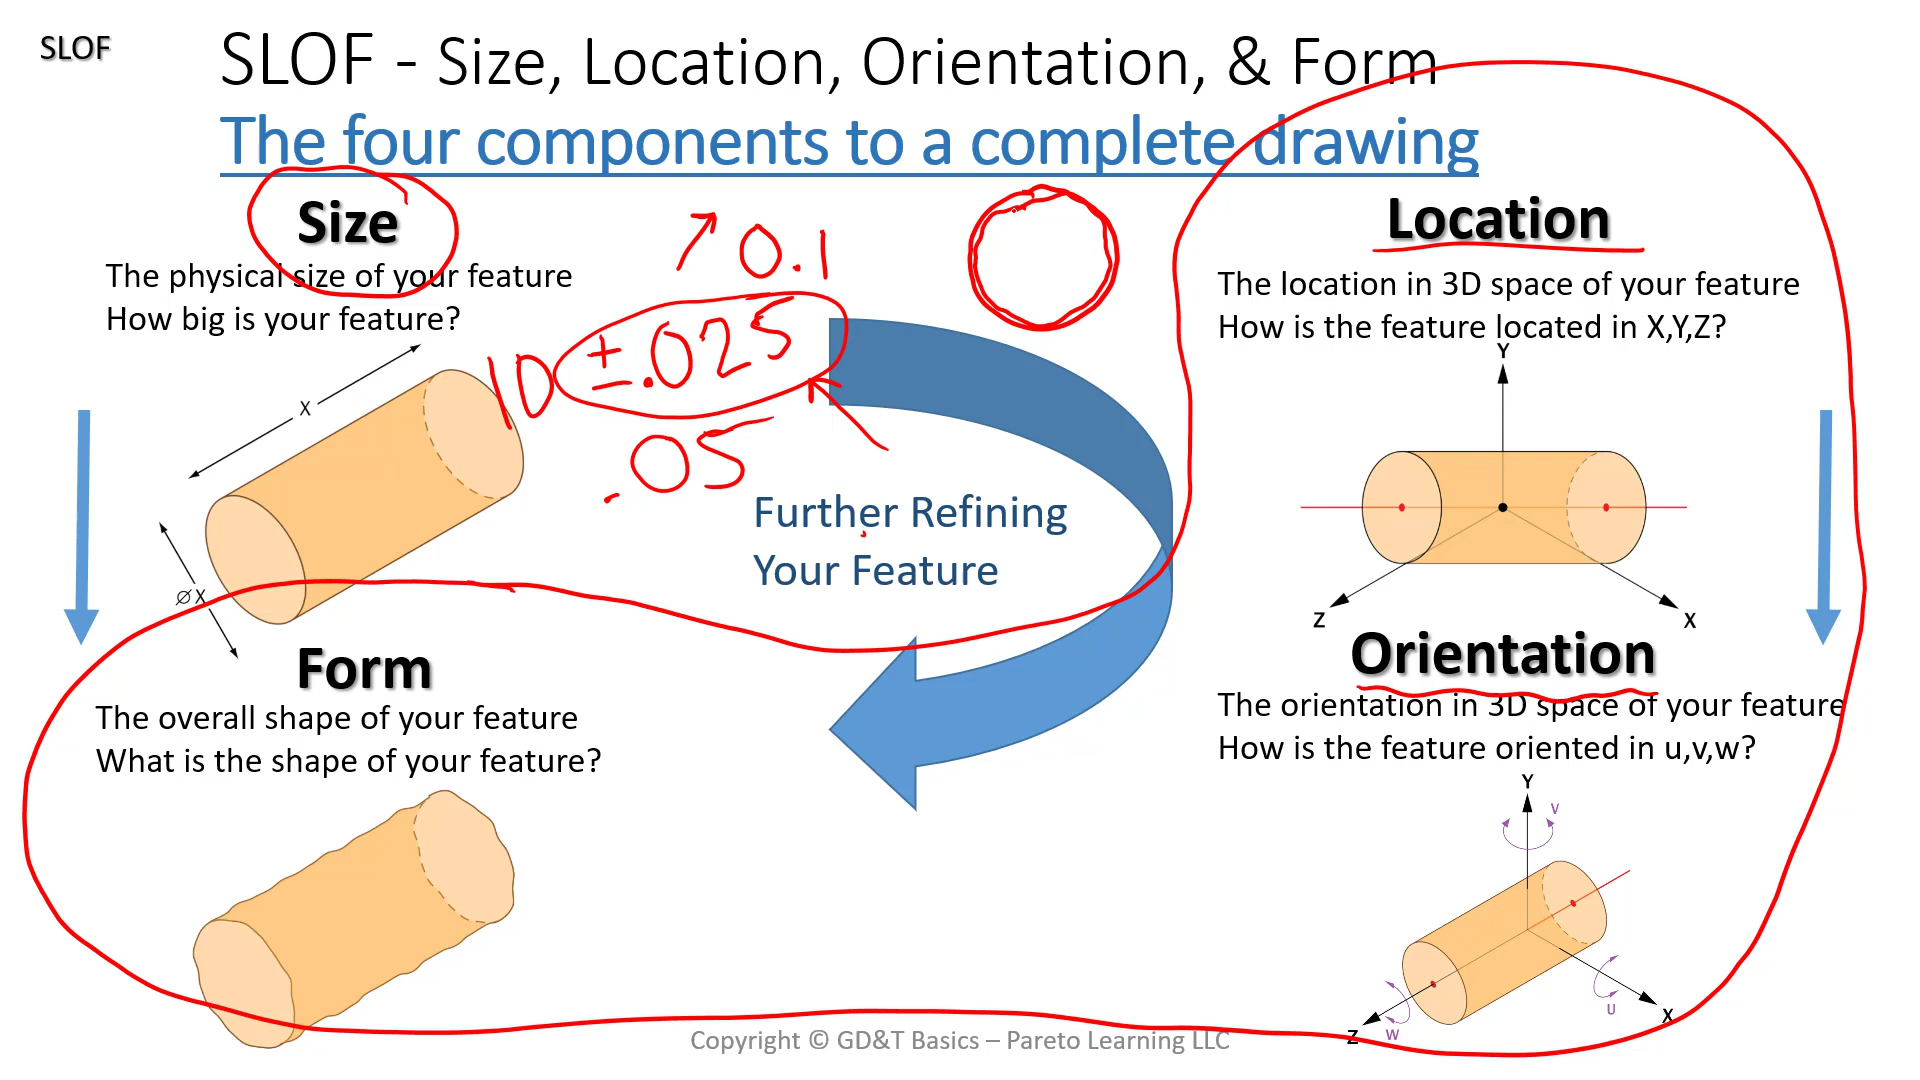 SLOF
SLOF - Size, Location, Orientation, & Form
The four components to a complete drawing
Size
The physical size of your feature
How big is your feature?
X
⌀X
0.1
10 ±.025
.05
Further Refining
Your Feature
Location
The location in 3D space of your feature
How is the feature located in X,Y,Z?
Y
Z
X
Form
The overall shape of your feature
What is the shape of your feature?
Orientation
The orientation in 3D space of your feature
How is the feature oriented in u,v,w?
Y
V
U
X
Z
W
Copyright © GD&T Basics – Pareto Learning LLC